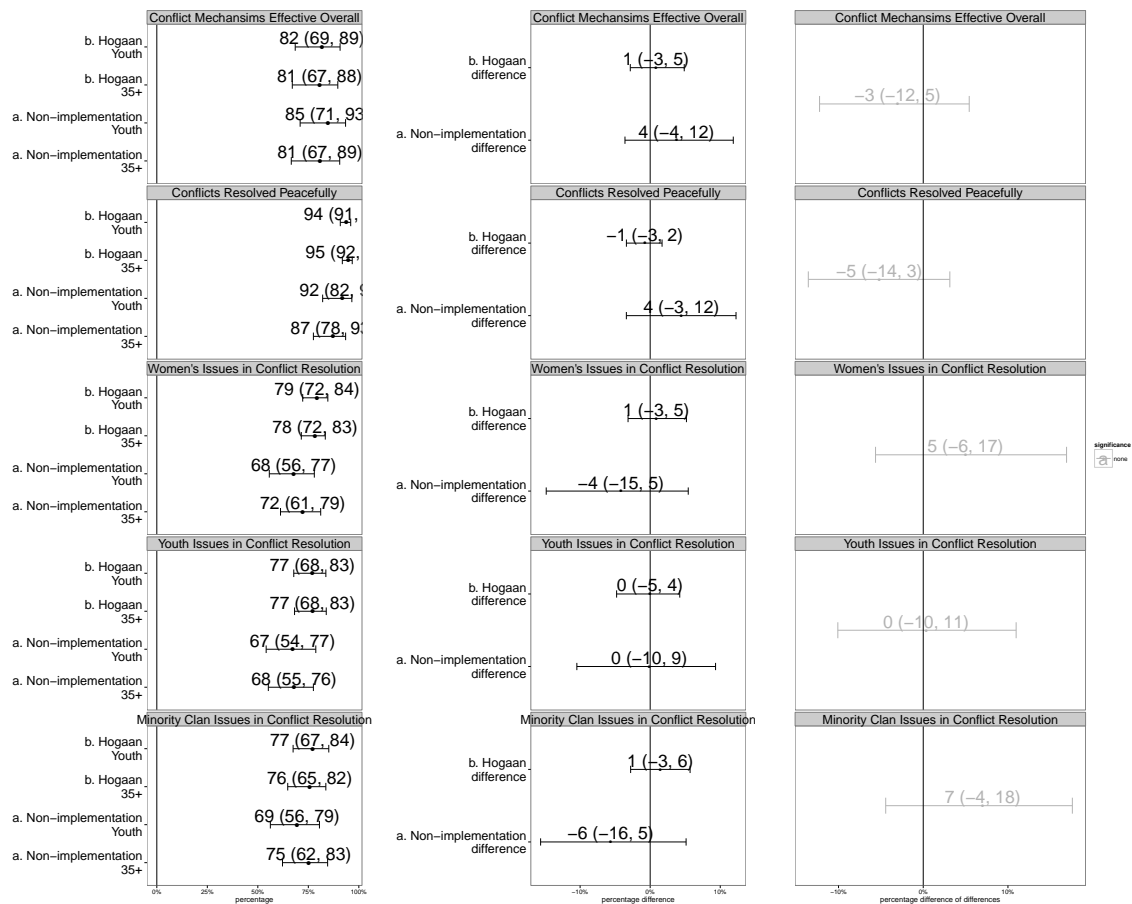 Conflict Mechansims Effective Overall
b. Hogaan
Youth
82 (69, 89)
b. Hogaan
35+
81 (67, 88)
a. Non−implementation
Youth
85 (71, 93
a. Non−implementation
35+
81 (67, 89)
Conflicts Resolved Peacefully
b. Hogaan
Youth
94 (91,
b. Hogaan
35+
95 (92,
a. Non−implementation
Youth
92 (82,
a. Non−implementation
35+
87 (78, 93
Women's Issues in Conflict Resolution
b. Hogaan
Youth
79 (72, 84)
b. Hogaan
35+
78 (72, 83)
a. Non−implementation
Youth
68 (56, 77)
a. Non−implementation
35+
72 (61, 79)
Youth Issues in Conflict Resolution
b. Hogaan
Youth
77 (68, 83)
b. Hogaan
35+
77 (68, 83)
a. Non−implementation
Youth
67 (54, 77)
a. Non−implementation
35+
68 (55, 76)
Minority Clan Issues in Conflict Resolution
b. Hogaan
Youth
77 (67, 84)
b. Hogaan
35+
76 (65, 82)
a. Non−implementation
Youth
69 (56, 79)
a. Non−implementation
35+
75 (62, 83)
0% 25% 50% 75% 100%
percentage
Conflict Mechansims Effective Overall
b. Hogaan
difference
1 (−3, 5)
a. Non−implementation
difference
4 (−4, 12)
Conflicts Resolved Peacefully
b. Hogaan
difference
−1 (−3, 2)
a. Non−implementation
difference
4 (−3, 12)
Women's Issues in Conflict Resolution
b. Hogaan
difference
1 (−3, 5)
a. Non−implementation
difference
−4 (−15, 5)
Youth Issues in Conflict Resolution
b. Hogaan
difference
0 (−5, 4)
a. Non−implementation
difference
0 (−10, 9)
Minority Clan Issues in Conflict Resolution
b. Hogaan
difference
1 (−3, 6)
a. Non−implementation
difference
−6 (−16, 5)
−10% 0% 10%
percentage difference
Conflict Mechansims Effective Overall
−3 (−12, 5)
Conflicts Resolved Peacefully
−5 (−14, 3)
Women's Issues in Conflict Resolution
5 (−6, 17)
Youth Issues in Conflict Resolution
0 (−10, 11)
Minority Clan Issues in Conflict Resolution
7 (−4, 18)
−10% 0% 10%
percentage difference of differences
significance
a none